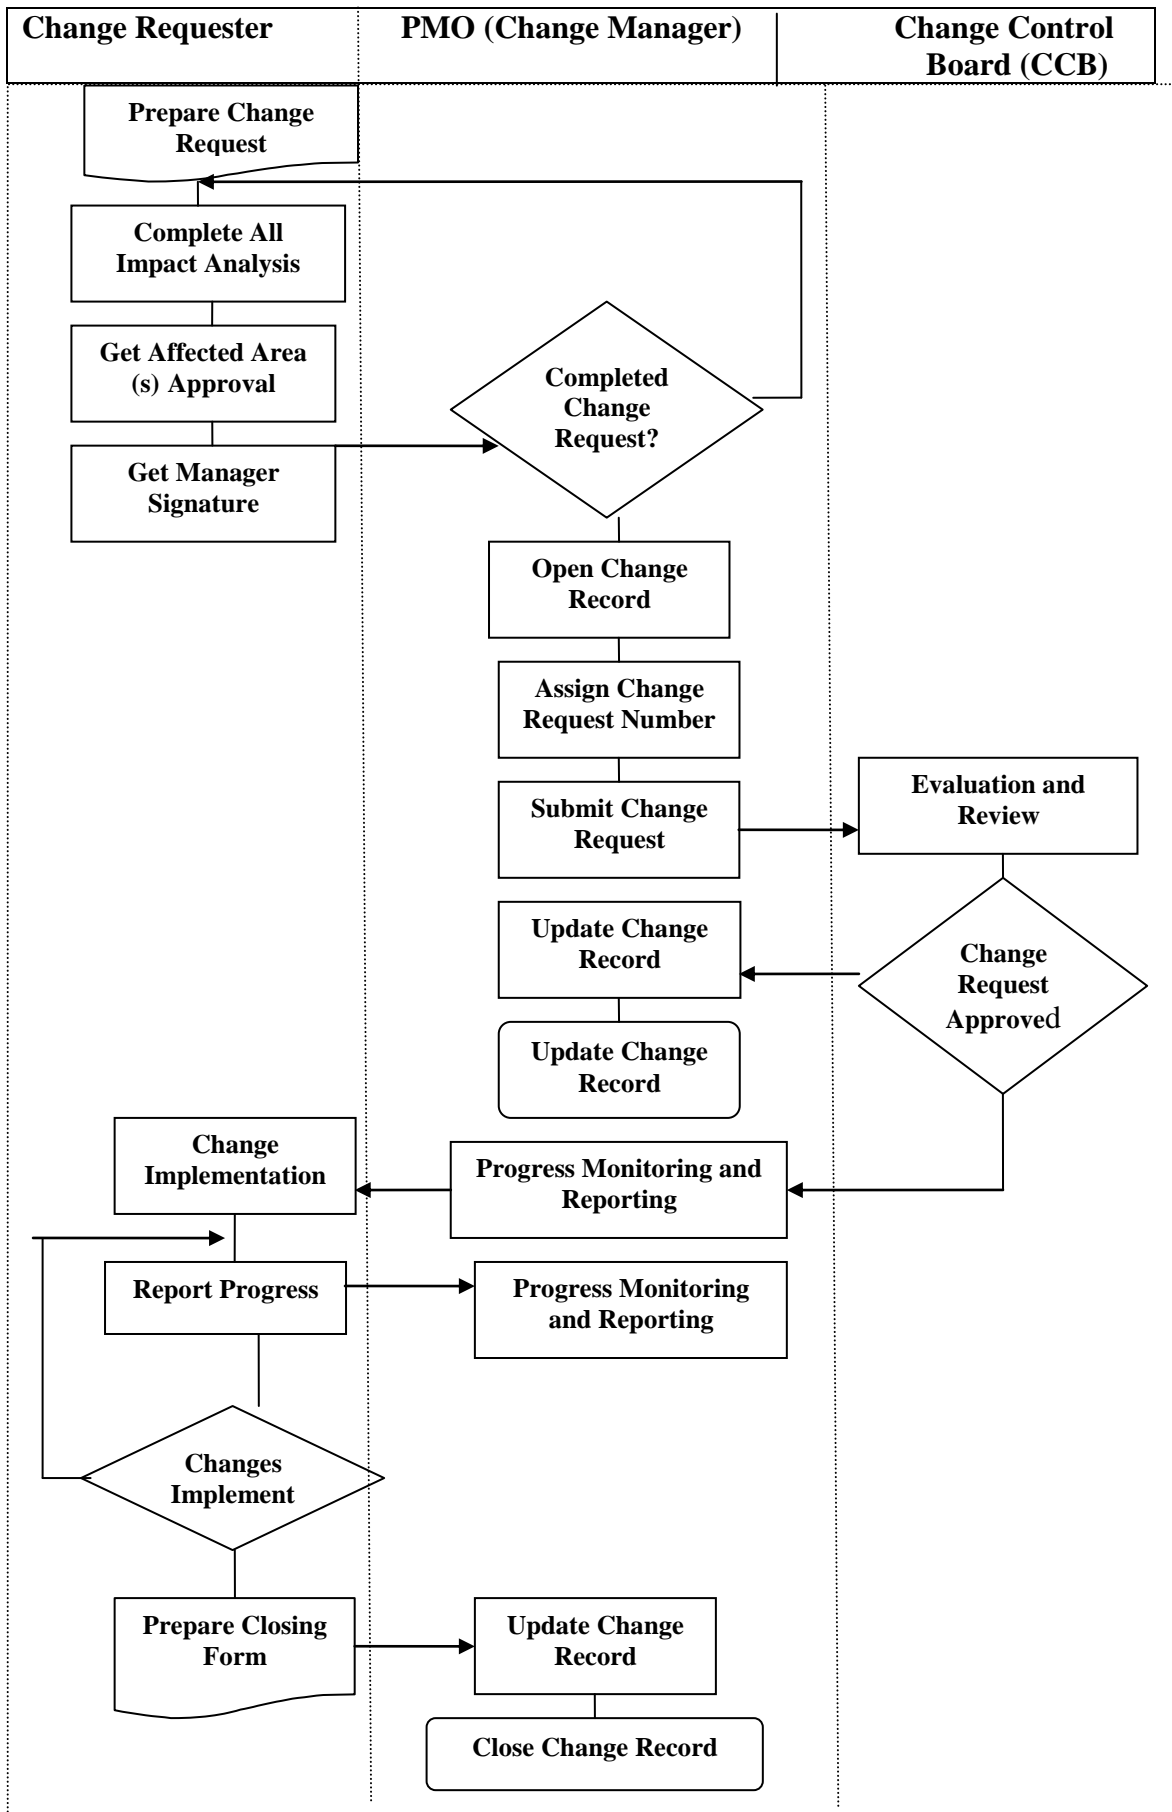 Change Requester
PMO (Change Manager)
Change Control
Board (CCB)
Prepare Change
Request
Complete All
Impact Analysis
Get Affected Area
(s) Approval
Completed
Change
Request?
Get Manager
Signature
Open Change
Record
Assign Change
Request Number
Submit Change
Request
Evaluation and
Review
Update Change
Record
Change
Request
Approved
Update Change
Record
Change
Implementation
Progress Monitoring and
Reporting
Report Progress
Progress Monitoring
and Reporting
Changes
Implement
Prepare Closing
Form
Update Change
Record
Close Change Record